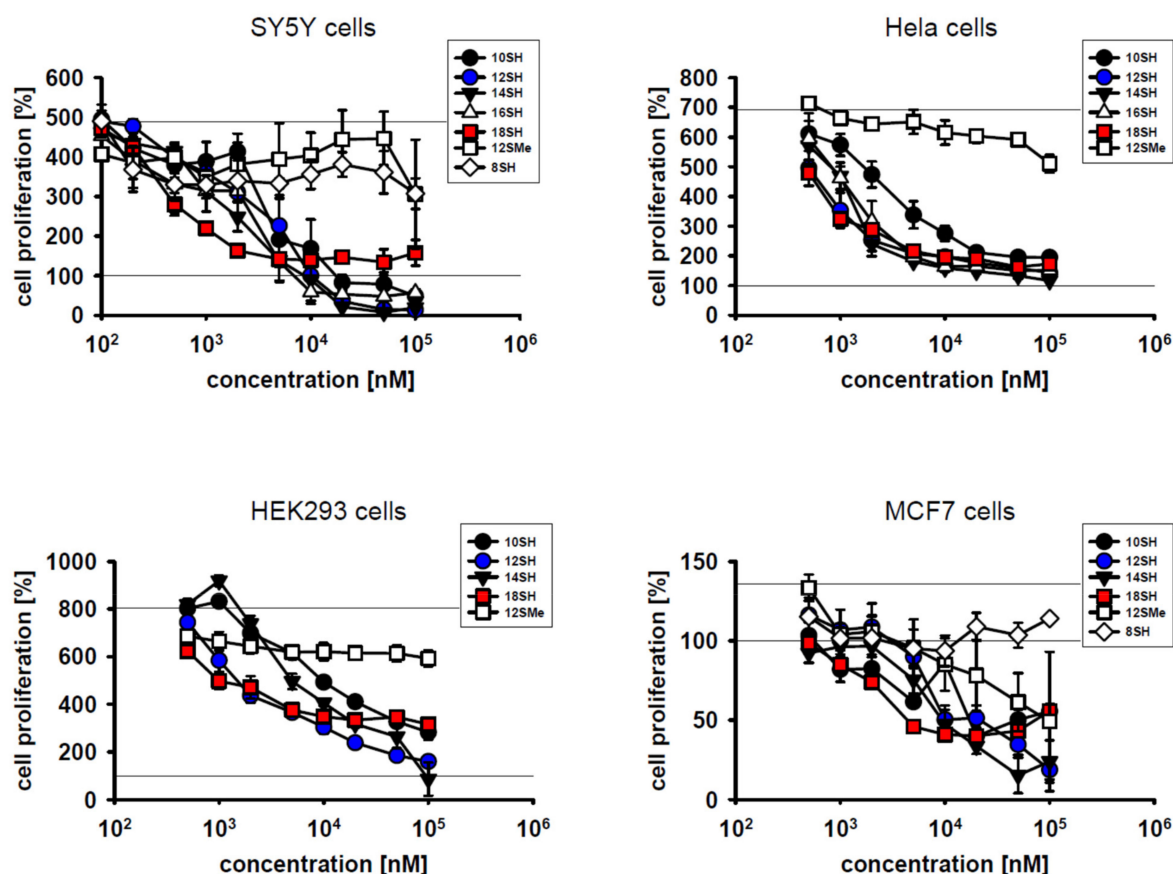 SY5Y cells
10SH
12SH
14SH
16SH
18SH
12SMe
8SH
cell proliferation [%]
600
500
400
300
200
100
0
10² 10³ 10⁴ 10⁵ 10⁶
concentration [nM]
Hela cells
10SH
12SH
14SH
16SH
18SH
12SMe
cell proliferation [%]
800
700
600
500
400
300
200
100
0
10² 10³ 10⁴ 10⁵ 10⁶
concentration [nM]
HEK293 cells
10SH
12SH
14SH
18SH
12SMe
cell proliferation [%]
1000
800
600
400
200
0
10² 10³ 10⁴ 10⁵ 10⁶
concentration [nM]
MCF7 cells
10SH
12SH
14SH
18SH
12SMe
8SH
cell proliferation [%]
150
100
50
0
10² 10³ 10⁴ 10⁵ 10⁶
concentration [nM]